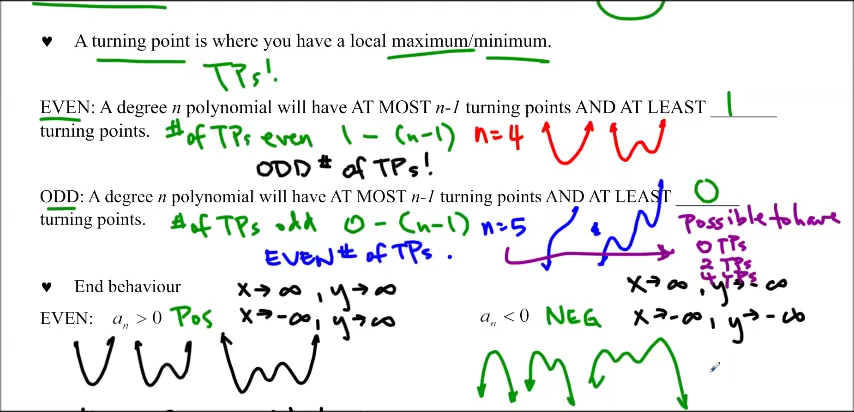 ♥ A turning point is where you have a local maximum/minimum.
TPs!
EVEN: A degree n polynomial will have AT MOST n-1 turning points AND AT LEAST 1
turning points. # of TPs even 1 - (n-1) n=4
ODD # of TPs!
ODD: A degree n polynomial will have AT MOST n-1 turning points AND AT LEAST 0
turning points. # of TPs odd 0 - (n-1) n=5
Possible to have
0 TPs
2 TPs
4 TPs
EVEN # of TPs.
♥ End behaviour x→∞, y→∞ x→∞, y→-∞
EVEN: aₙ > 0 Pos x→-∞, y→∞ aₙ < 0 NEG x→-∞, y→-∞